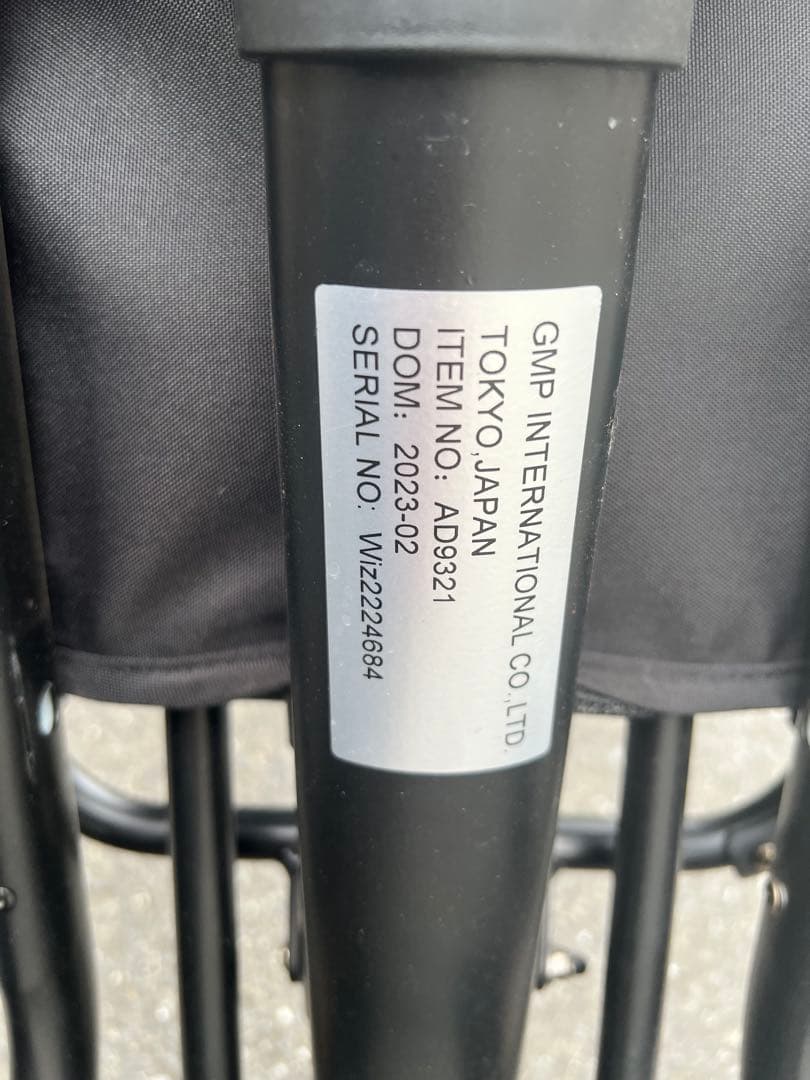 GMP INTERNATIONAL CO.,LTD.
TOKYO,JAPAN
ITEM NO: AD9321
DOM: 2023-02
SERIAL NO: Wiz2224684